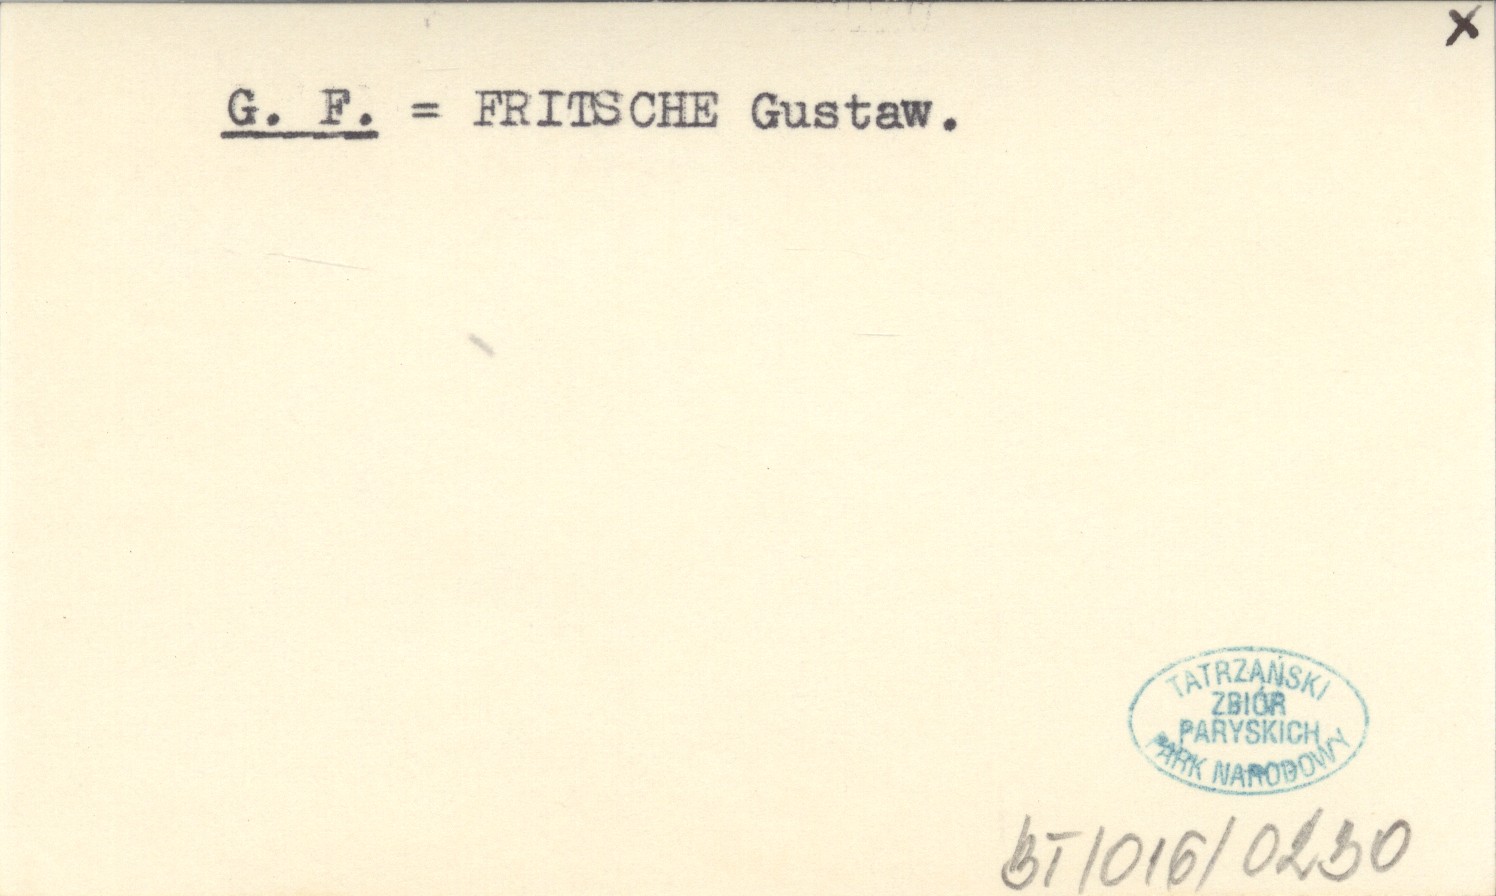 X
G. F. = FRITSCHE Gustaw.
TATRZAŃSKI
ZBIÓR
PARYSKICH
PARK NARODOWY
BT/016/0230